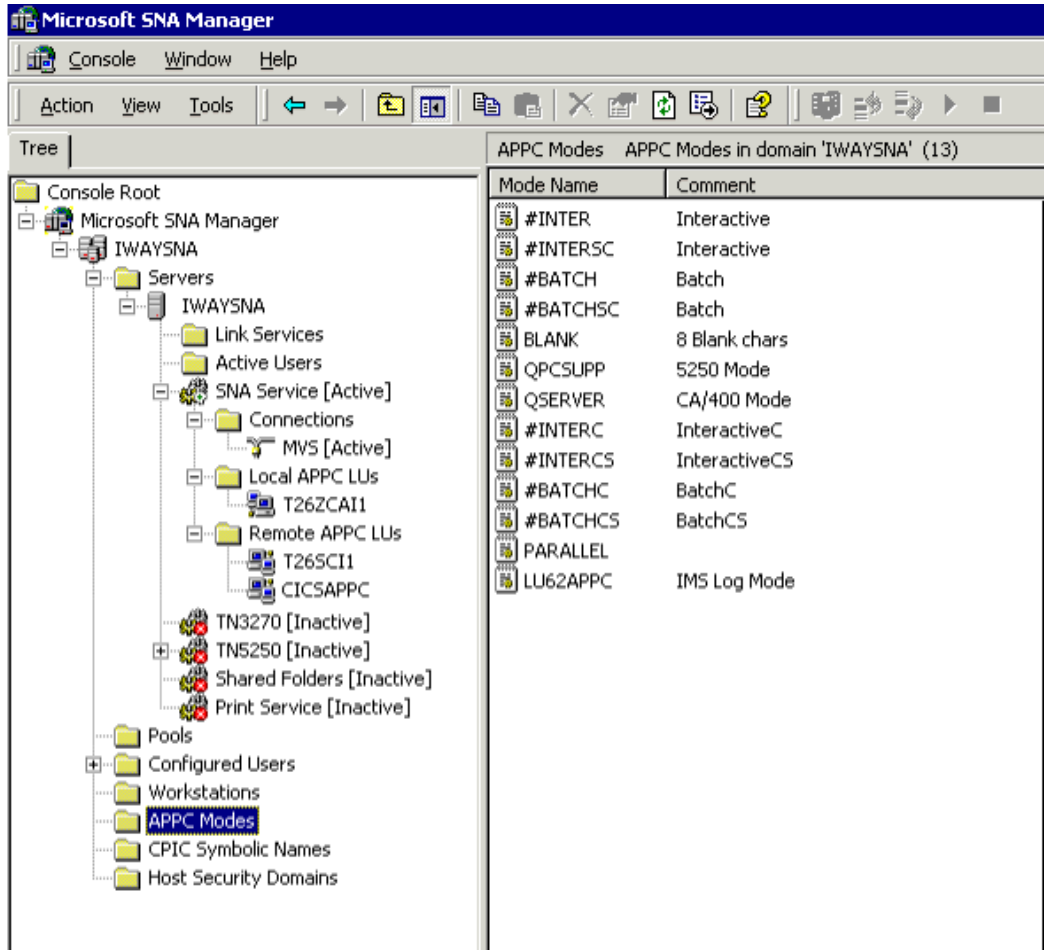 Microsoft SNA Manager
Console Window Help
Action View Tools
Tree
APPC Modes APPC Modes in domain 'IWAYSNA' (13)
Console Root
Microsoft SNA Manager
IWAYSNA
Servers
IWAYSNA
Link Services
Active Users
SNA Service [Active]
Connections
MVS [Active]
Local APPC LUs
T26ZCAI1
Remote APPC LUs
T26SCI1
CICSAPPC
TN3270 [Inactive]
TN5250 [Inactive]
Shared Folders [Inactive]
Print Service [Inactive]
Pools
Configured Users
Workstations
APPC Modes
CPIC Symbolic Names
Host Security Domains
Mode Name Comment
#INTER Interactive
#INTERSC Interactive
#BATCH Batch
#BATCHSC Batch
BLANK 8 Blank chars
QPCSUPP 5250 Mode
QSERVER CA/400 Mode
#INTERC InteractiveC
#INTERCS InteractiveCS
#BATCHC BatchC
#BATCHCS BatchCS
PARALLEL
LU62APPC IMS Log Mode